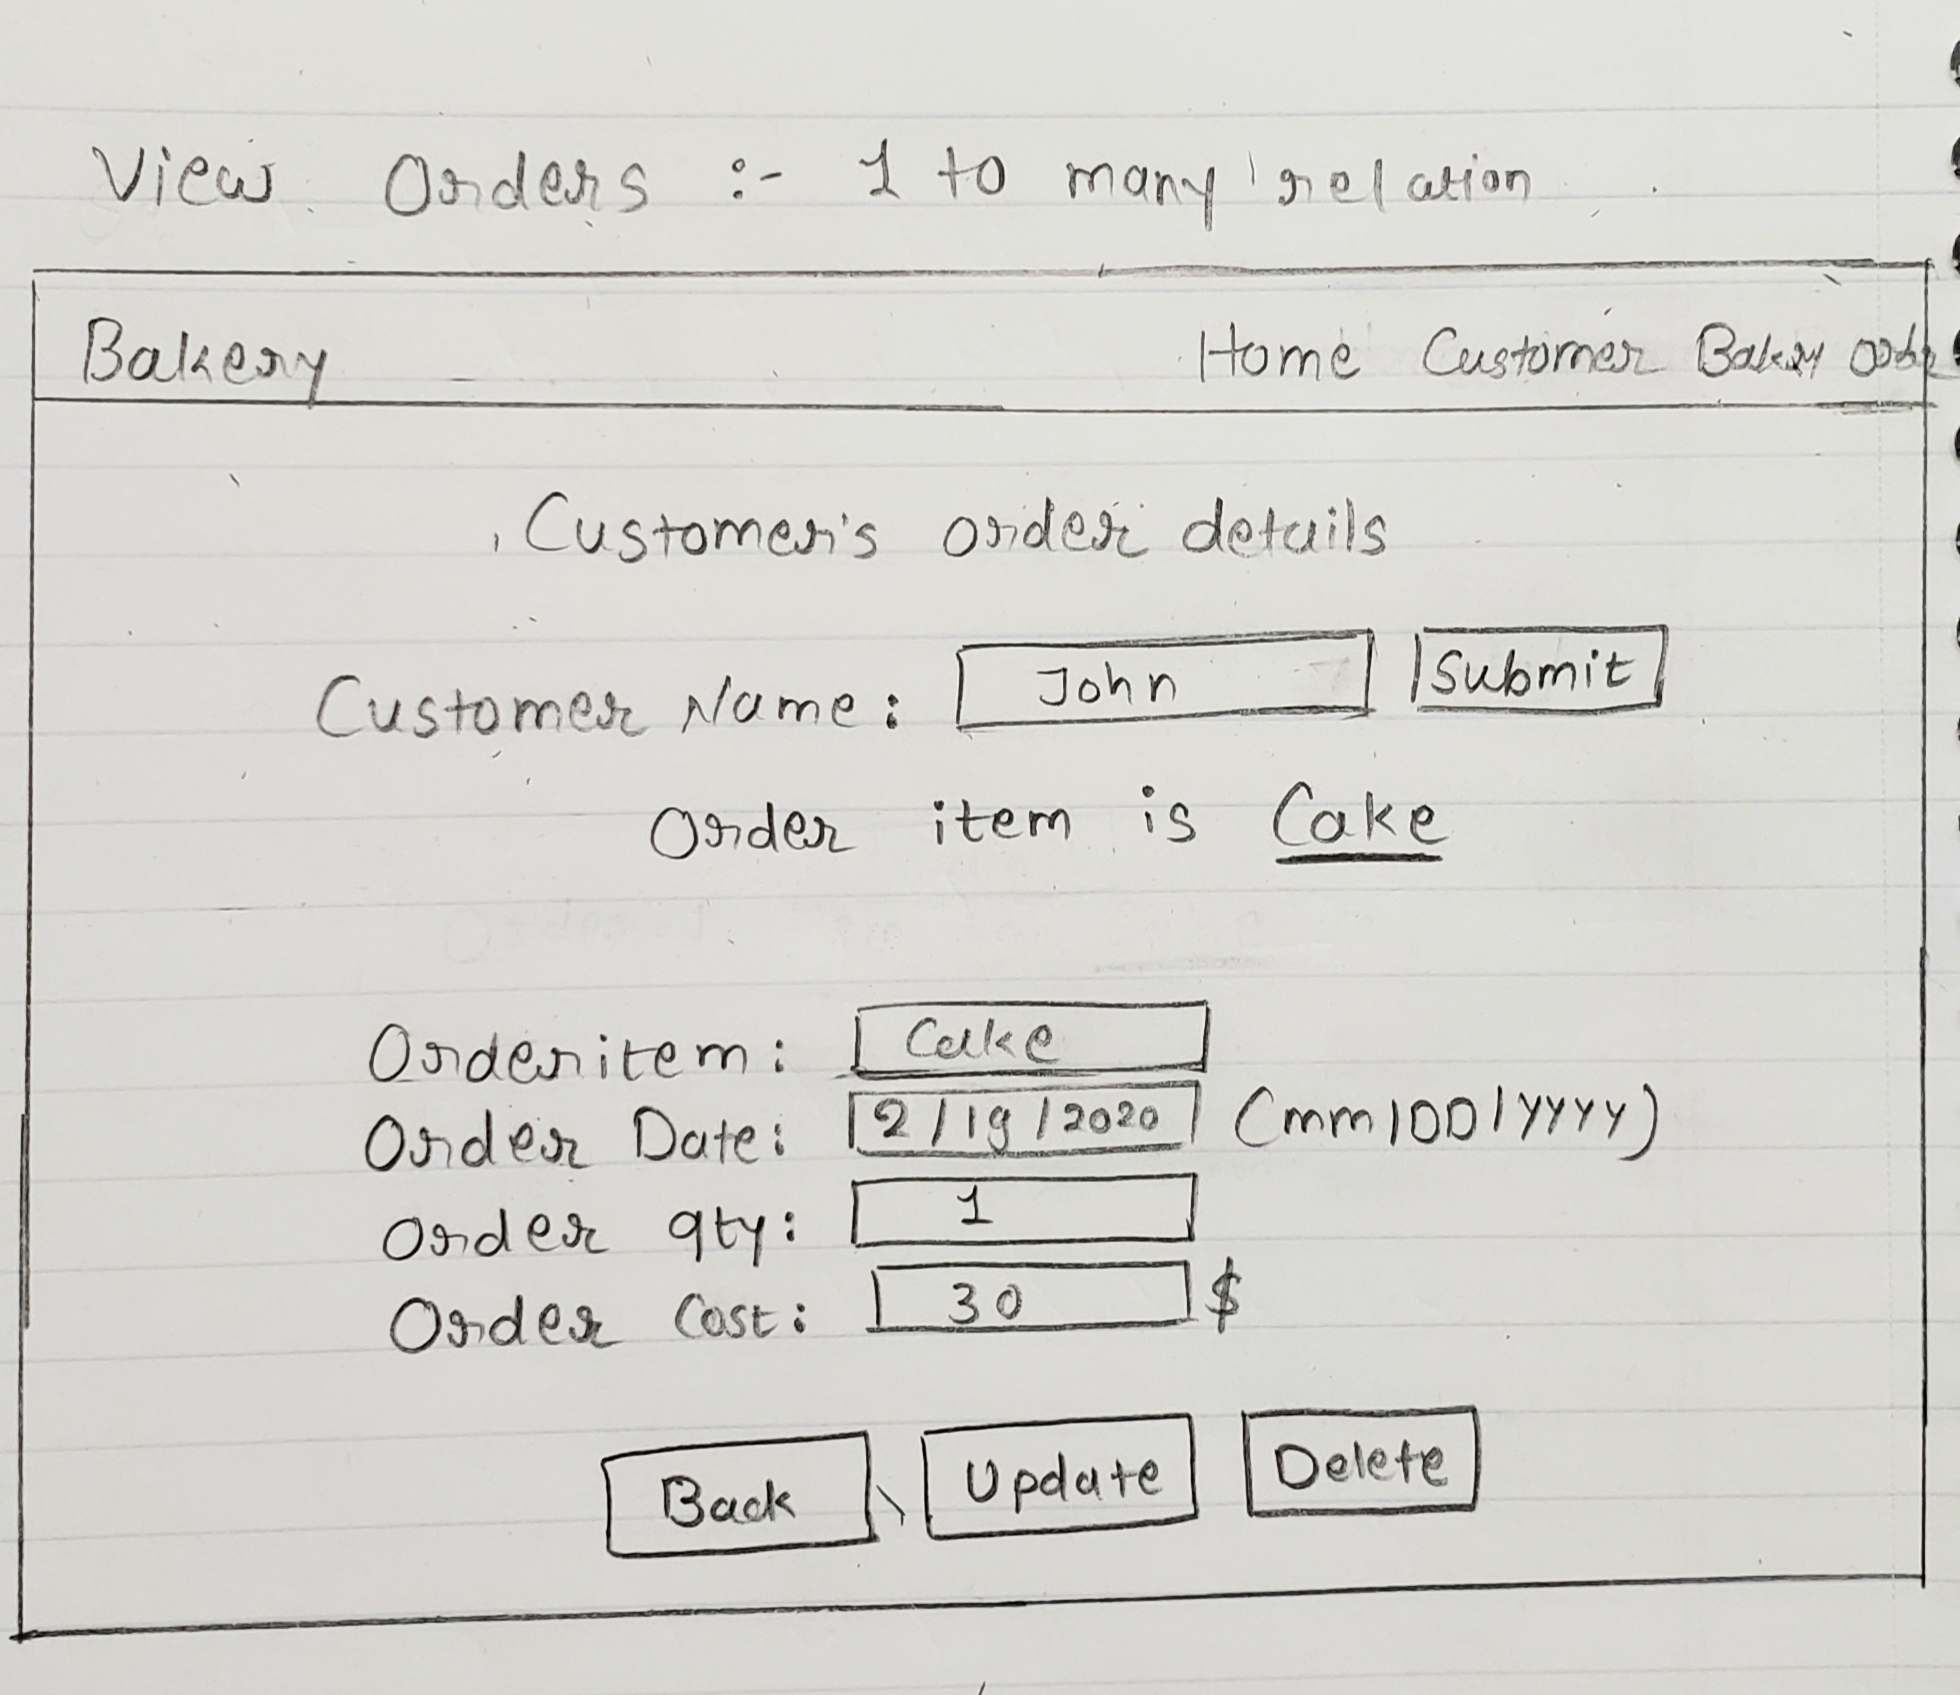 View Orders :- 1 to many relation
Bakery Home Customer Bakery Order
Customer's order details
Customer Name: John Submit
Order item is Cake
Order item: Cake
Order Date: 2/19/2020 (mm/DD/yyyy)
Order qty: 1
Order Cost: 30 $
Back Update Delete